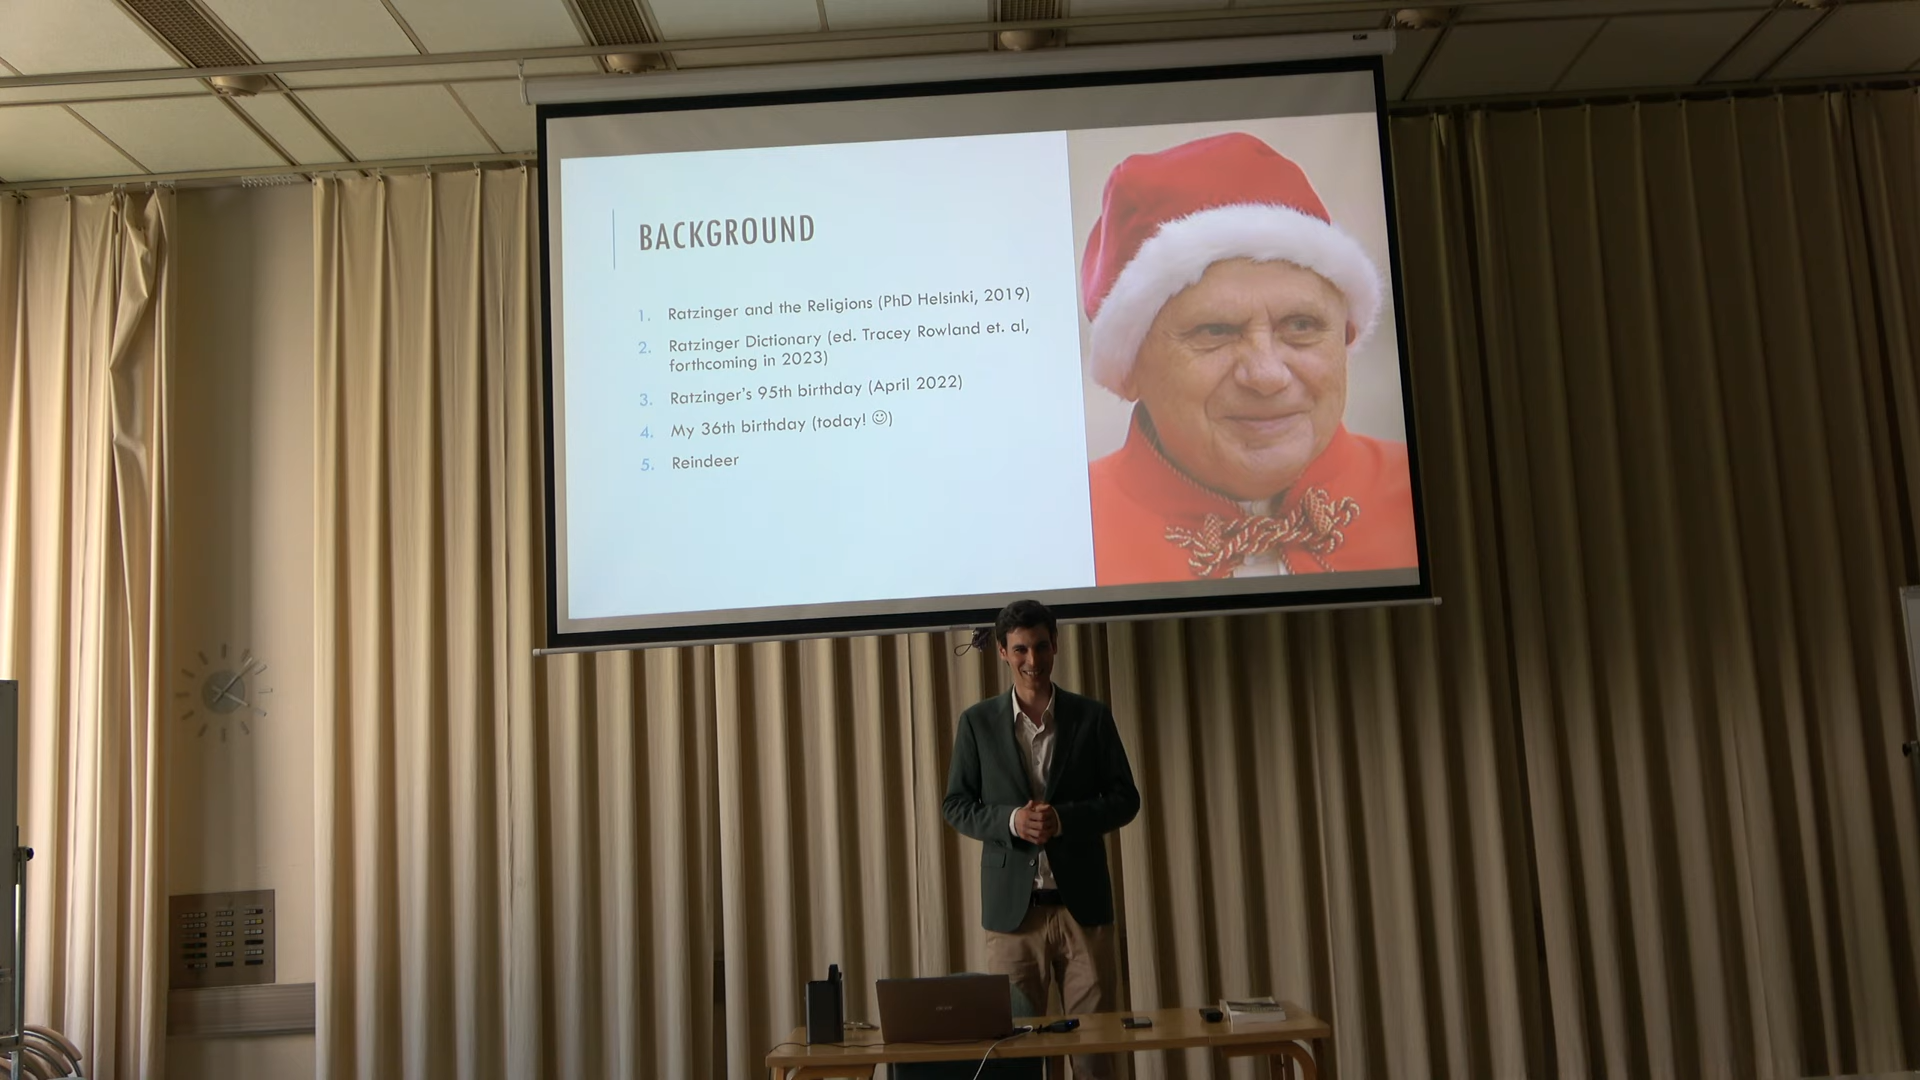 BACKGROUND
1. Ratzinger and the Religions (PhD Helsinki, 2019)
2. Ratzinger Dictionary (ed. Tracey Rowland et. al,
forthcoming in 2023)
3. Ratzinger's 95th birthday (April 2022)
4. My 36th birthday (today! ☺)
5. Reindeer